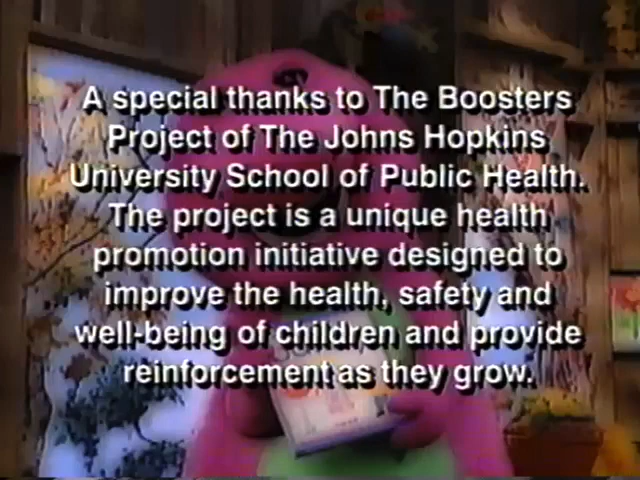 A special thanks to The Boosters
Project of The Johns Hopkins
University School of Public Health.
The project is a unique health
promotion initiative designed to
improve the health, safety and
well-being of children and provide
reinforcement as they grow.